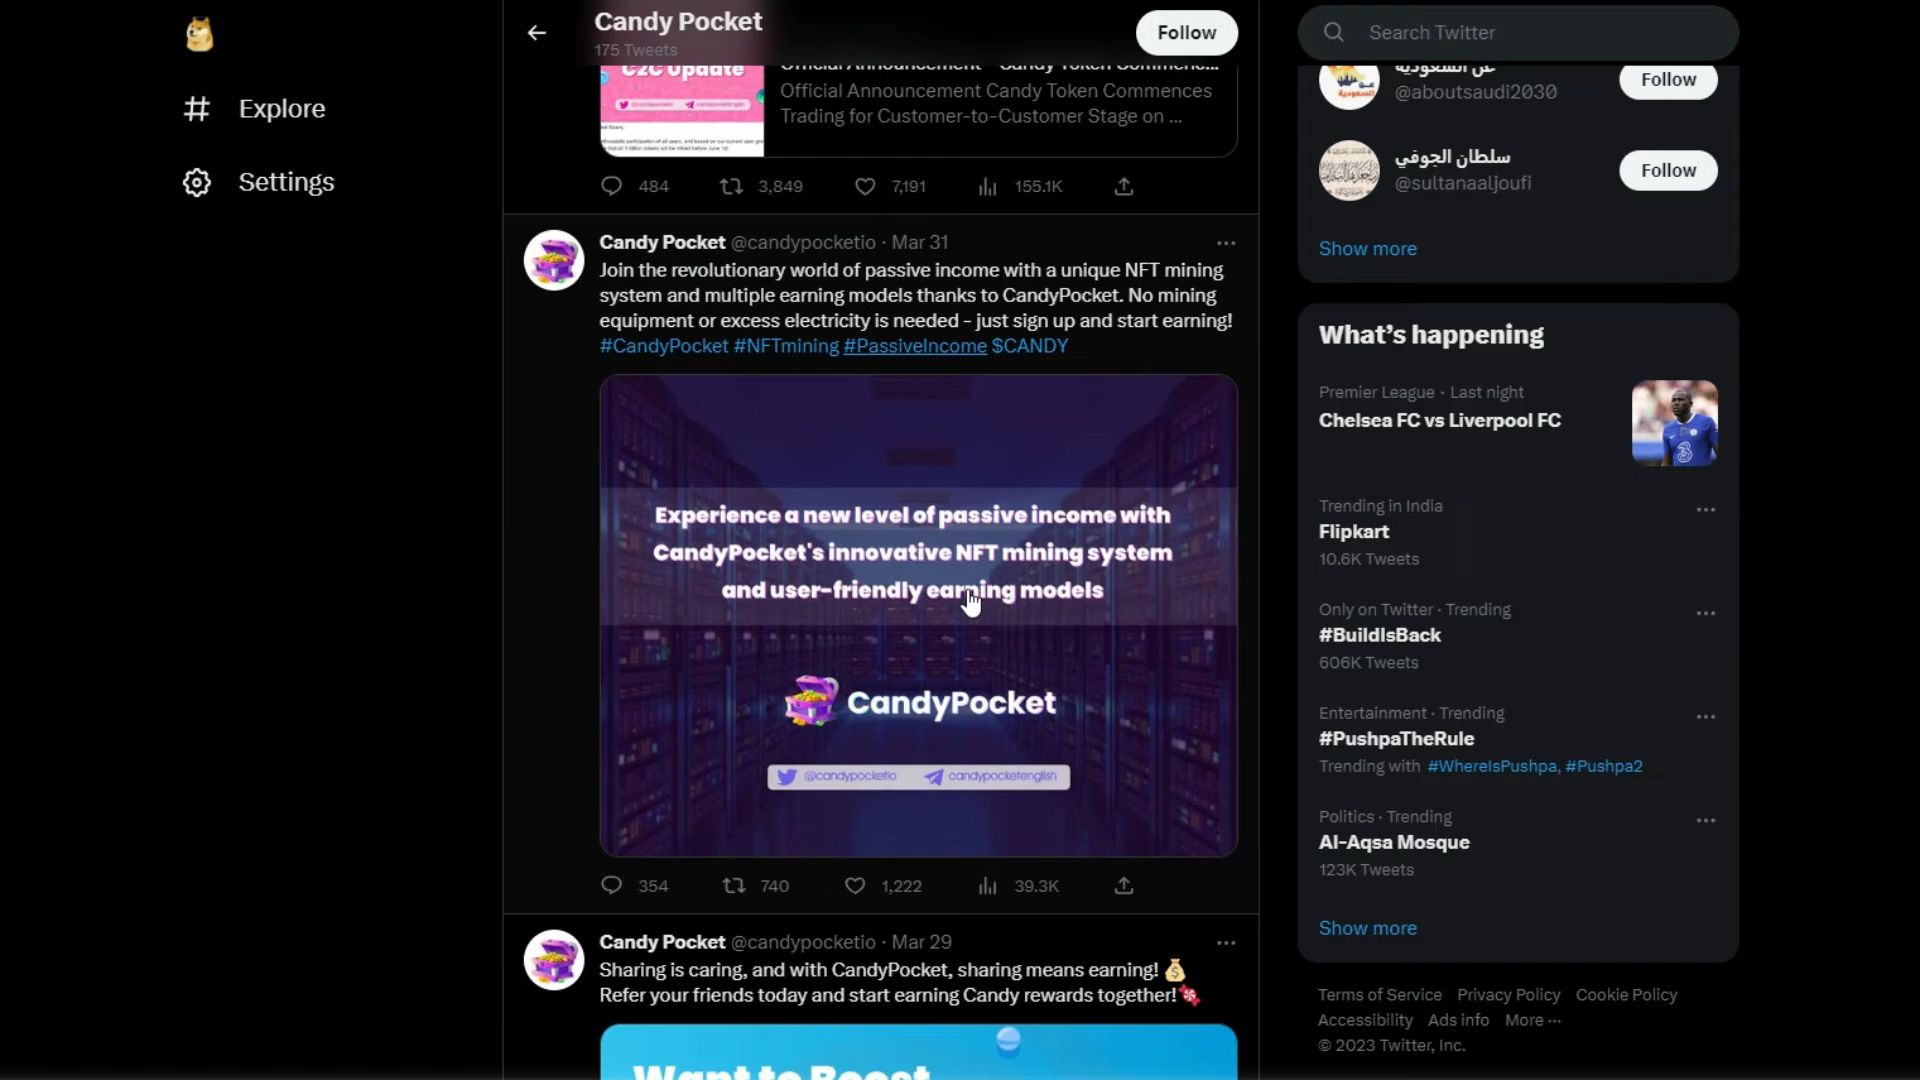 Explore
Settings
Candy Pocket
175 Tweets
Follow
C2C Update
@candypocketio candypocketenglish
Official Announcement - Candy Token Commenc...
Official Announcement Candy Token Commences
Trading for Customer-to-Customer Stage on ...
484 3,849 7,191 155.1K
Candy Pocket @candypocketio · Mar 31
Join the revolutionary world of passive income with a unique NFT mining
system and multiple earning models thanks to CandyPocket. No mining
equipment or excess electricity is needed - just sign up and start earning!
#CandyPocket #NFTmining #PassiveIncome $CANDY
Experience a new level of passive income with
CandyPocket's innovative NFT mining system
and user-friendly earning models
CandyPocket
@candypocketio candypocketenglish
354 740 1,222 39.3K
Candy Pocket @candypocketio · Mar 29
Sharing is caring, and with CandyPocket, sharing means earning! 💰
Refer your friends today and start earning Candy rewards together!🍬
Want to Boost
Search Twitter
عن السعودية
@aboutsaudi2030
Follow
سلطان الجوفي
@sultanaaljoufi
Follow
Show more
What's happening
Premier League · Last night
Chelsea FC vs Liverpool FC
Trending in India
Flipkart
10.6K Tweets
Only on Twitter · Trending
#BuildIsBack
606K Tweets
Entertainment · Trending
#PushpaTheRule
Trending with #WhereIsPushpa, #Pushpa2
Politics · Trending
Al-Aqsa Mosque
123K Tweets
Show more
Terms of Service Privacy Policy Cookie Policy
Accessibility Ads info More ···
© 2023 Twitter, Inc.